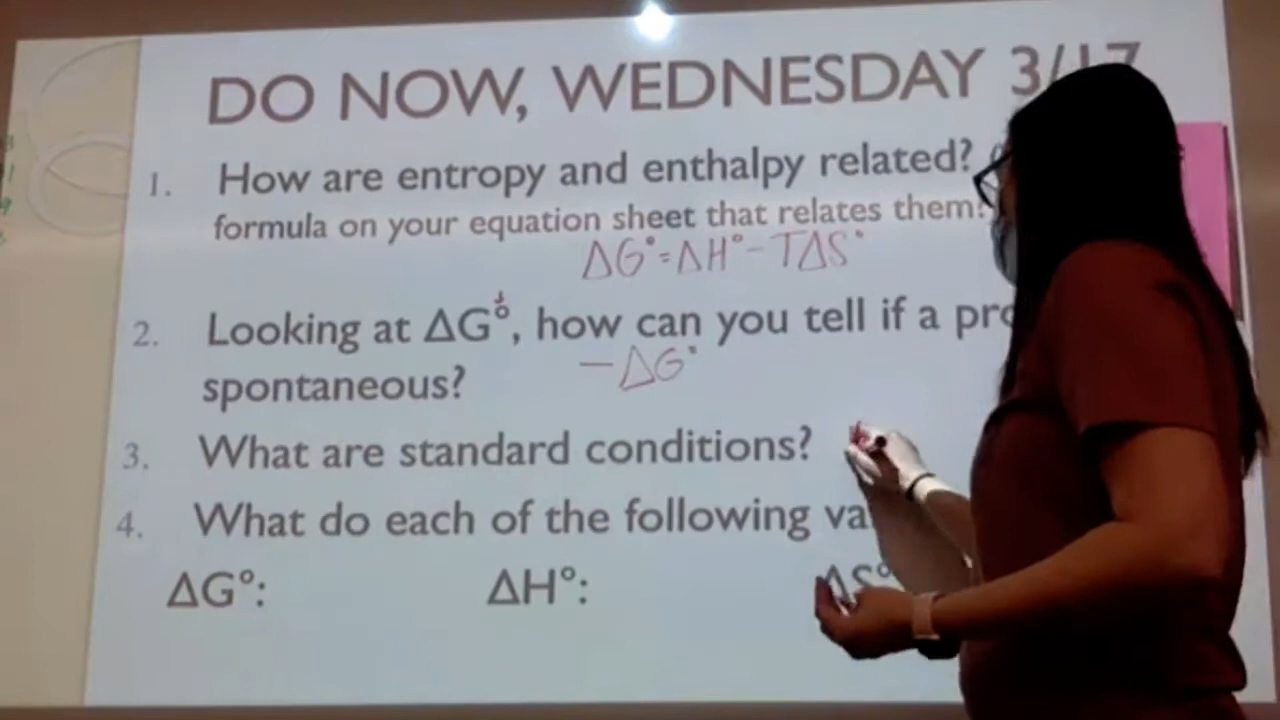 DO NOW, WEDNESDAY 3/17
1. How are entropy and enthalpy related?
formula on your equation sheet that relates them?
ΔG°=ΔH°-TΔS°
2. Looking at ΔG°, how can you tell if a
spontaneous?
-ΔG°
3. What are standard conditions?
4. What do each of the following
ΔG°: ΔH°: ΔS°